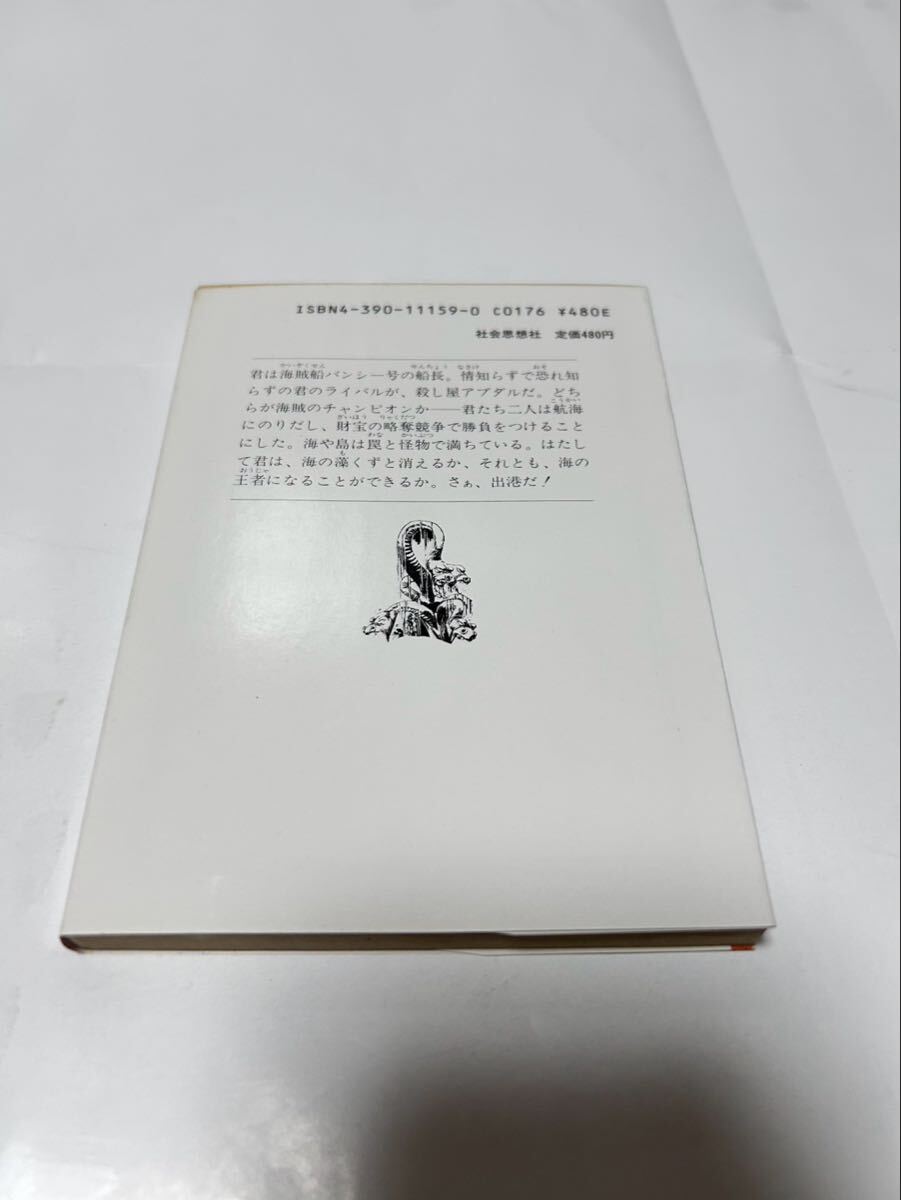 ISBN4-390-11159-0 C0176 ¥480E
社会思想社 定価480円
君は海賊船バンシー号の船長。情知らずで恐れ知
らずの君のライバルが、殺し屋アブダルだ。どち
らが海賊のチャンピオンか——君たち二人は航海
にのりだし、財宝の略奪競争で勝負をつけること
にした。海や島は罠と怪物で満ちている。はたし
て君は、海の藻くずと消えるか、それとも、海の
王者になることができるか。さぁ、出港だ！